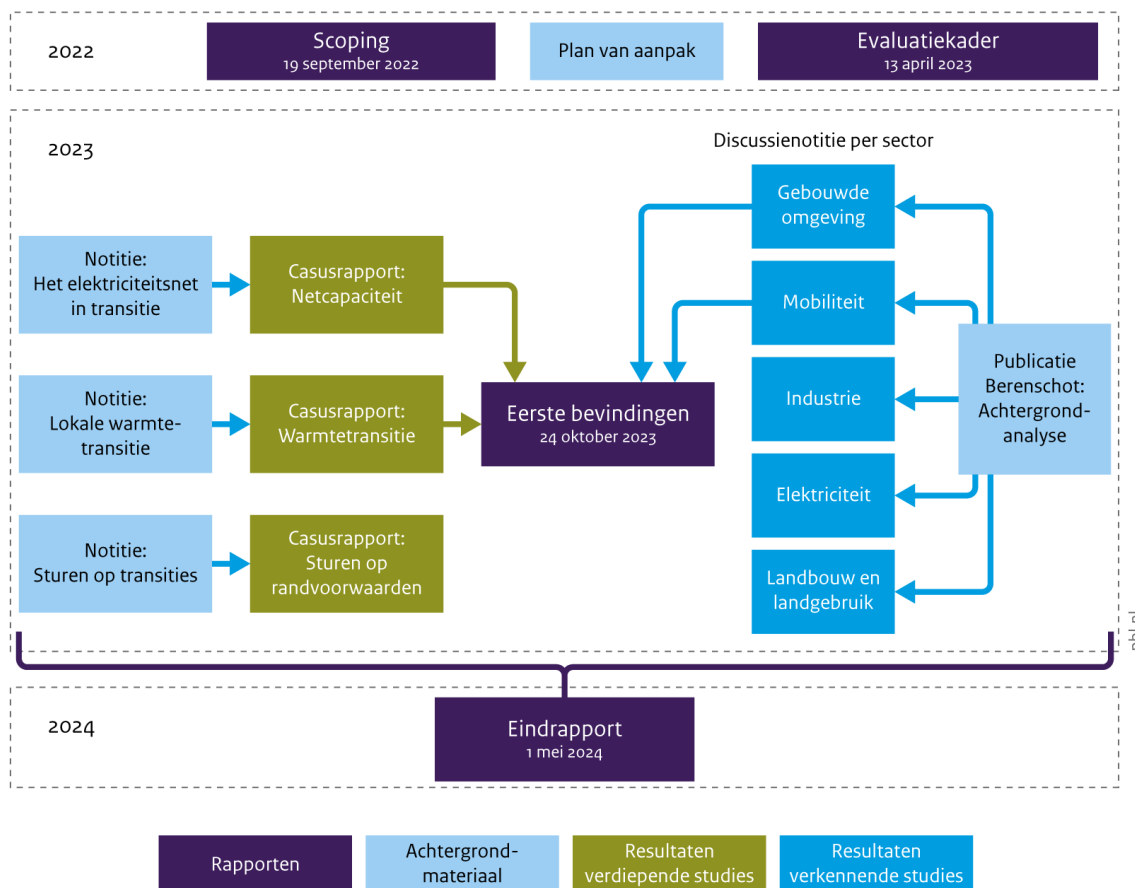 2022
Scoping
19 september 2022
Plan van aanpak
Evaluatiekader
13 april 2023
2023
Discussienotitie per sector
Notitie:
Het elektriciteitsnet
in transitie
Casusrapport:
Netcapaciteit
Notitie:
Lokale warmte-
transitie
Casusrapport:
Warmtetransitie
Notitie:
Sturen op transities
Casusrapport:
Sturen op
randvoorwaarden
Eerste bevindingen
24 oktober 2023
Gebouwde
omgeving
Mobiliteit
Industrie
Elektriciteit
Landbouw en
landgebruik
Publicatie
Berenschot:
Achtergrond-
analyse
pbl.nl
2024
Eindrapport
1 mei 2024
Rapporten
Achtergrond-
materiaal
Resultaten
verdiepende studies
Resultaten
verkennende studies